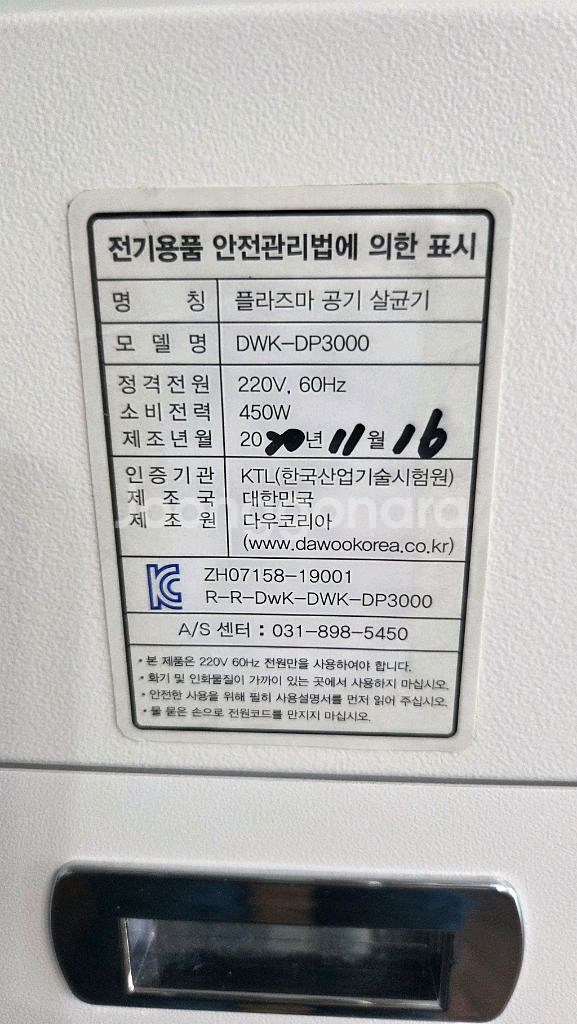 전기용품 안전관리법에 의한 표시
명 칭 플라즈마 공기 살균기
모 델 명 DWK-DP3000
정격전원 220V, 60Hz
소비전력 450W
제조년월 2020년 11월 16
인증기관 KTL(한국산업기술시험원)
제 조 국 대한민국
제 조 원 다우코리아
(www.dawookorea.co.kr)
ZH07158-19001
R-R-DwK-DWK-DP3000
A/S 센터 : 031-898-5450
• 본 제품은 220V 60Hz 전원만을 사용하여야 합니다.
• 화기 및 인화물질이 가까이 있는 곳에서 사용하지 마십시오.
• 안전한 사용을 위해 필히 사용설명서를 먼저 읽어 주십시오.
• 물 묻은 손으로 전원코드를 만지지 마십시오.